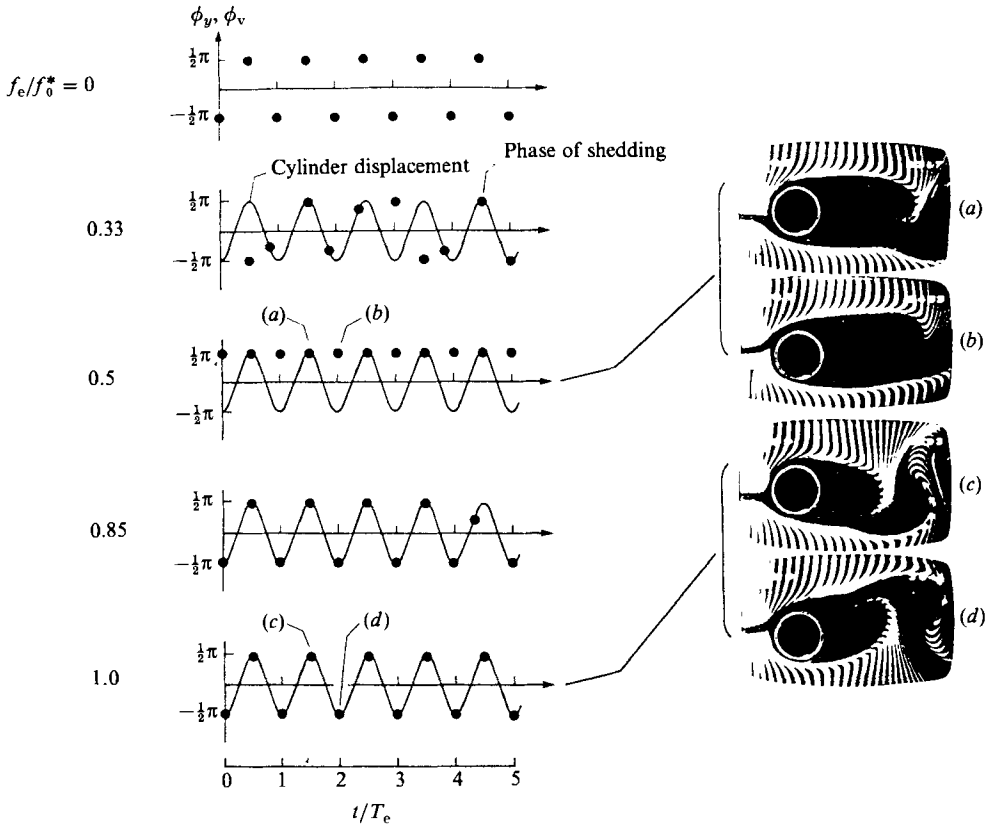 ϕ_y, ϕ_v
½π
f_e/f_0^* = 0
−½π
Cylinder displacement
Phase of shedding
½π
0.33
−½π
(a)
(a) (b)
½π
0.5
−½π
(b)
½π
0.85
−½π
(c)
(c) (d)
½π
1.0
−½π
(d)
0 1 2 3 4 5
t/T_e